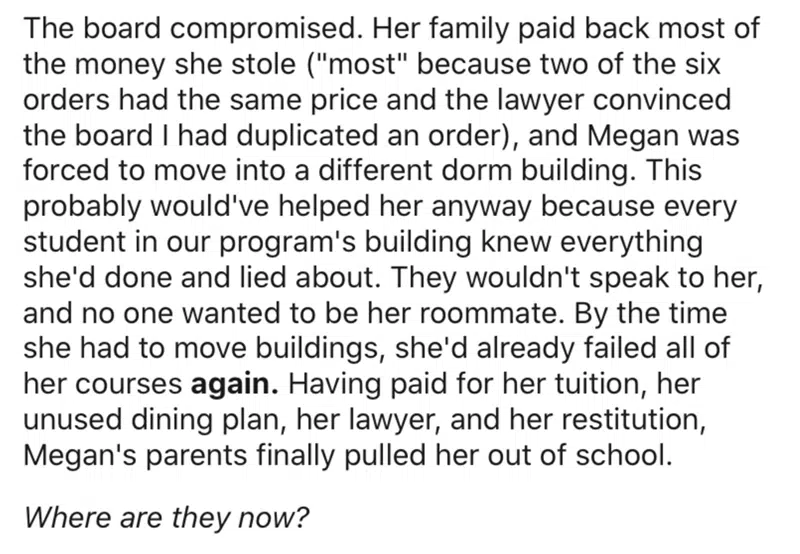 The board compromised. Her family paid back most of
the money she stole ("most" because two of the six
orders had the same price and the lawyer convinced
the board I had duplicated an order), and Megan was
forced to move into a different dorm building. This
probably would've helped her anyway because every
student in our program's building knew everything
she'd done and lied about. They wouldn't speak to her,
and no one wanted to be her roommate. By the time
she had to move buildings, she'd already failed all of
her courses again. Having paid for her tuition, her
unused dining plan, her lawyer, and her restitution,
Megan's parents finally pulled her out of school.
Where are they now?